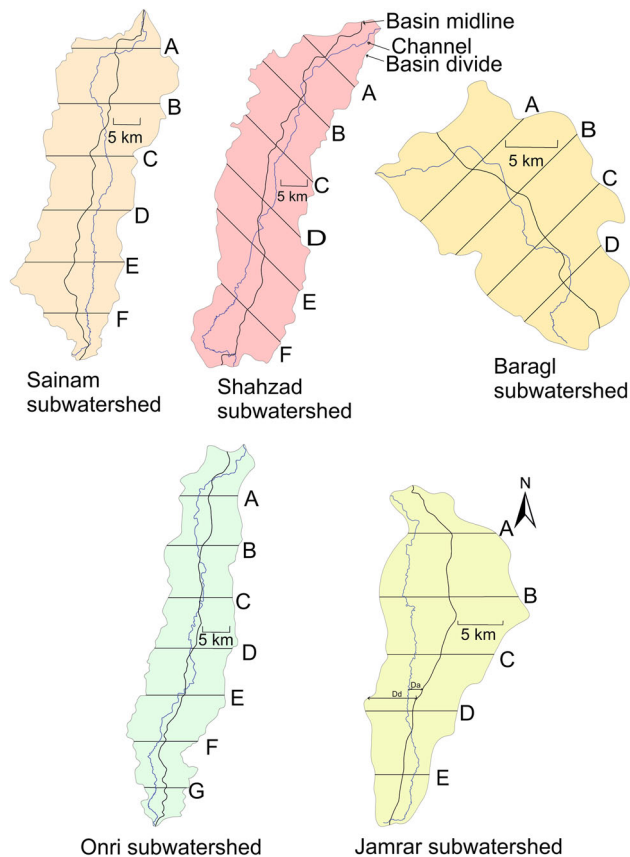 Basin midline
Channel
Basin divide
A
B
C
D
E
F
5 km
Sainam
subwatershed
A
B
C
D
E
F
5 km
Shahzad
subwatershed
A
B
C
D
5 km
Baragl
subwatershed
A
B
C
D
E
F
G
5 km
Onri subwatershed
N
A
B
C
D
E
5 km
Da
Dd
Jamrar subwatershed